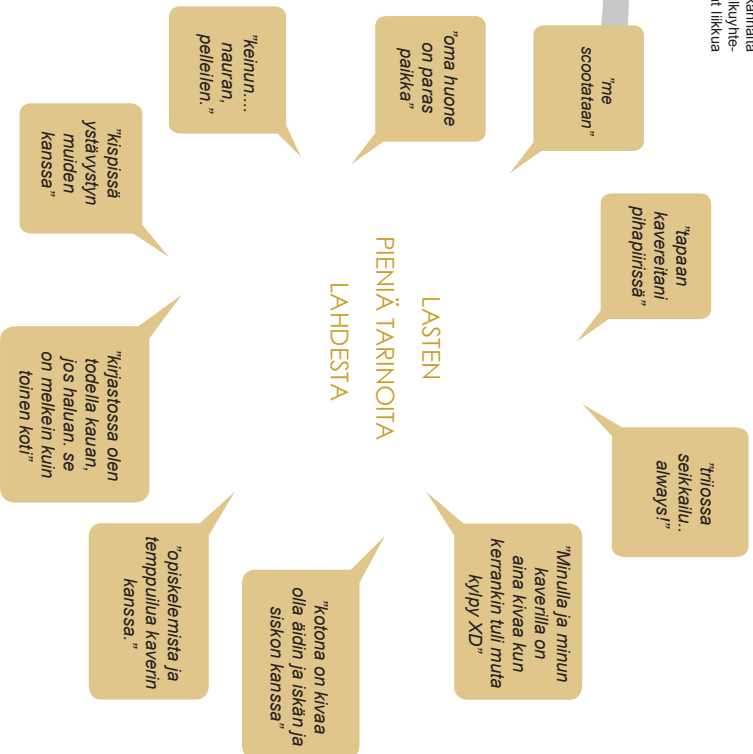 liikkua
"triiossa
seikkailu..
always!"
"tapaan
kavereitani
pihapiirissä"
"me
scootataan"
"Minulla ja minun
kaverilla on
aina kivaa kun
kerrankin tuli muta
kylpy XD"
"oma huone
on paras
paikka"
LASTEN
PIENIÄ TARINOITA
LAHDESTA
"kotona on kivaa
olla äidin ja iskän ja
siskon kanssa"
"keinun....
nauran,
pelleilen."
"opiskelemista ja
temppuilua kaverin
kanssa."
"kispissä
ystävystyn
muiden
kanssa"
"kirjastossa olen
todella kauan,
jos haluan. se
on melkein kuin
toinen koti"